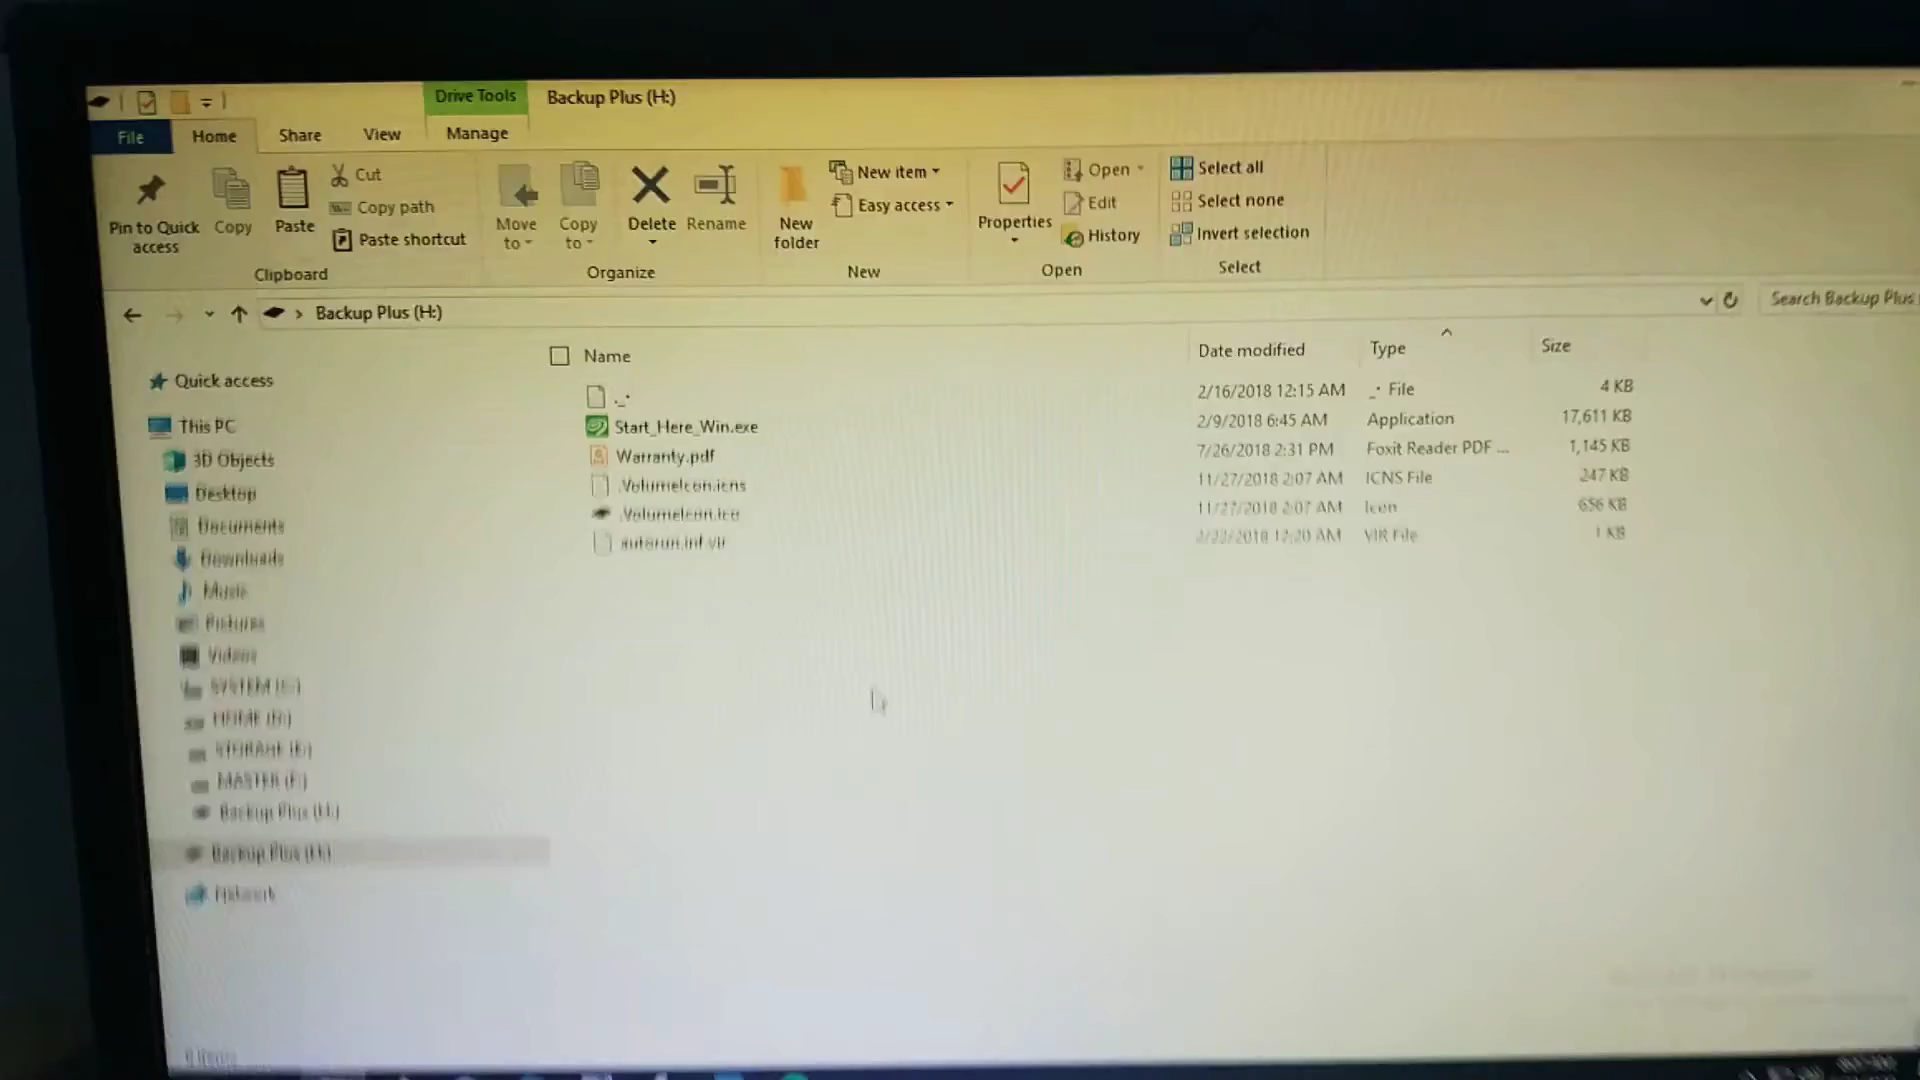 Drive Tools
Backup Plus (H:)
File
Home
Share
View
Manage
Pin to Quick access
Copy
Paste
Cut
Copy path
Paste shortcut
Clipboard
Move to
Copy to
Delete
Rename
Organize
New folder
New item
Easy access
New
Properties
Open
Edit
History
Open
Select all
Select none
Invert selection
Select
Backup Plus (H:)
Search Backup Plus
Name
Date modified
Type
Size
._.
2/16/2018 12:15 AM
_. File
4 KB
Start_Here_Win.exe
2/9/2018 6:45 AM
Application
17,611 KB
Warranty.pdf
7/26/2018 2:31 PM
Foxit Reader PDF ...
1,145 KB
.VolumeIcon.icns
11/27/2018 2:07 AM
ICNS File
247 KB
.VolumeIcon.ico
11/27/2018 2:07 AM
Icon
656 KB
autorun.inf.vir
VIR File
1 KB
Quick access
This PC
3D Objects
Desktop
Documents
Downloads
Music
Pictures
Videos
SYSTEM
HOME
STORAGE (E:)
MASTER (F:)
Backup Plus (H:)
Backup Plus (H:)
Network
6 items